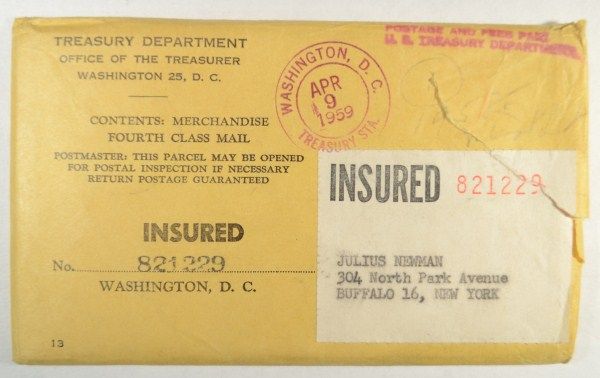 TREASURY DEPARTMENT
OFFICE OF THE TREASURER
WASHINGTON 25, D. C.
CONTENTS: MERCHANDISE
FOURTH CLASS MAIL
POSTMASTER: THIS PARCEL MAY BE OPENED
FOR POSTAL INSPECTION IF NECESSARY
RETURN POSTAGE GUARANTEED
INSURED
No. 821229
WASHINGTON, D. C.
13
WASHINGTON, D. C.
APR
9
1959
TREASURY STA.
POSTAGE AND FEES PAID
U. S. TREASURY DEPARTMENT
INSURED 821229
JULIUS NEWMAN
304 North Park Avenue
BUFFALO 16, NEW YORK